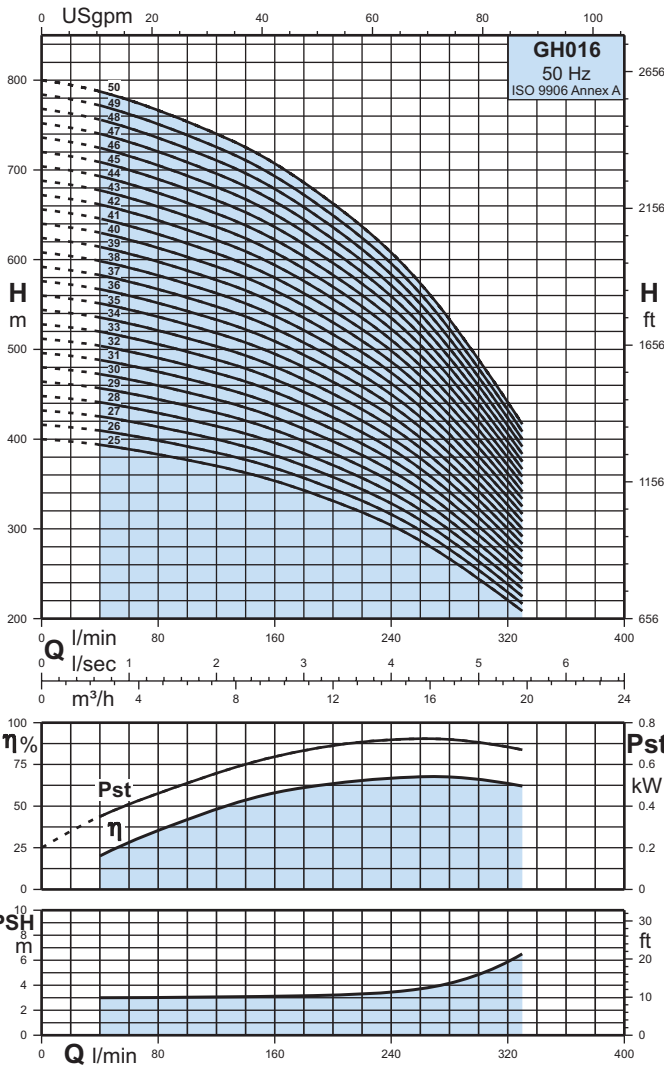 USgpm
0 20 40 60 80 100
GH016
50 Hz
ISO 9906 Annex A
800
700
600
500
400
300
200
H
m
2656
2156
1656
1156
656
H
ft
50
49
48
47
46
45
44
43
42
41
40
39
38
37
36
35
34
33
32
31
30
29
28
27
26
25
0 80 160 240 320 400
Q l/min
l/sec
0 1 2 3 4 5 6
m³/h
0 4 8 12 16 20 24
η %
100
75
50
25
0
Pst
η
0.8
0.6
0.4
0.2
0
Pst
kW
PSH
m
10
8
6
4
2
0
30
20
10
0
ft
0 80 160 240 320 400
Q l/min